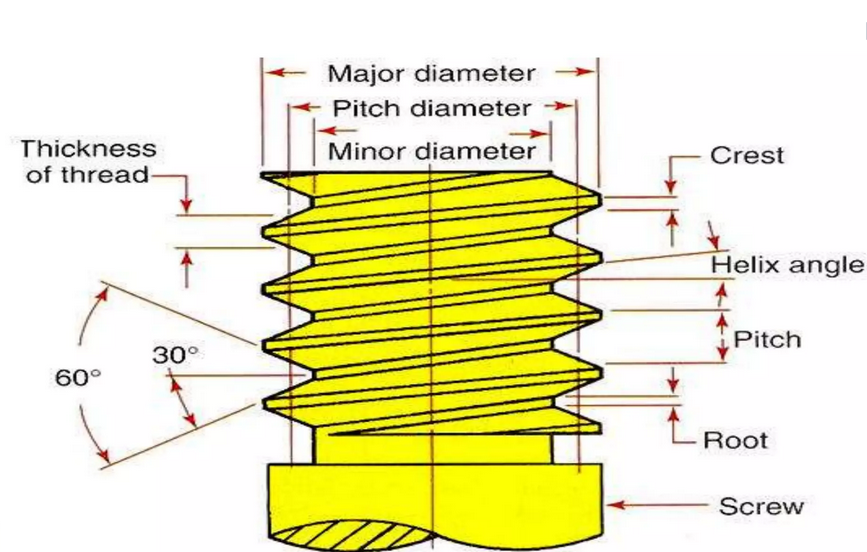 Major diameter
Pitch diameter
Minor diameter
Thickness
of thread
Crest
Helix angle
Pitch
30°
60°
Root
Screw